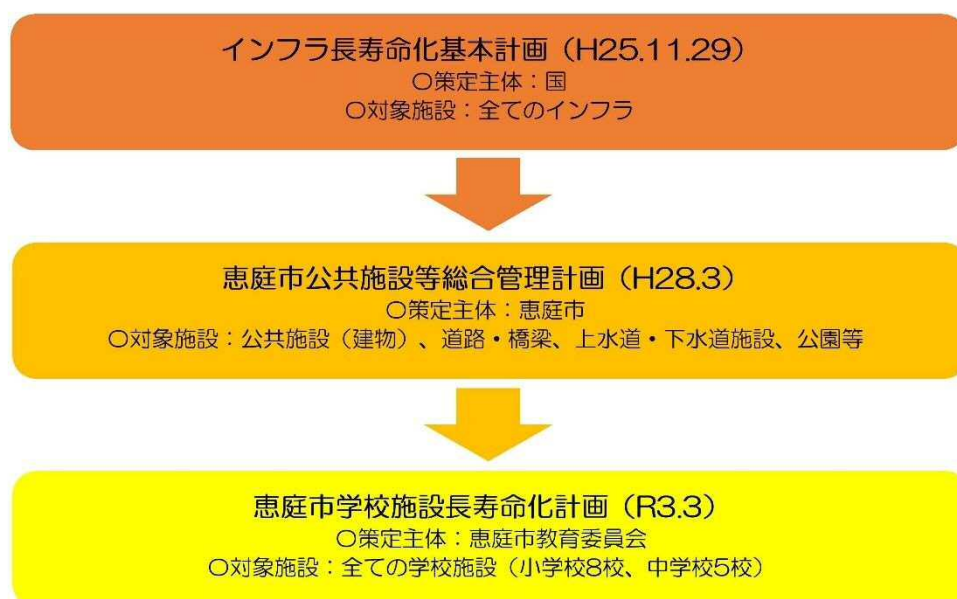 インフラ長寿命化基本計画（H25.11.29）
〇策定主体：国
〇対象施設：全てのインフラ
恵庭市公共施設等総合管理計画（H28.3）
〇策定主体：恵庭市
〇対象施設：公共施設（建物）、道路・橋梁、上水道・下水道施設、公園等
恵庭市学校施設長寿命化計画（R3.3）
〇策定主体：恵庭市教育委員会
〇対象施設：全ての学校施設（小学校8校、中学校5校）